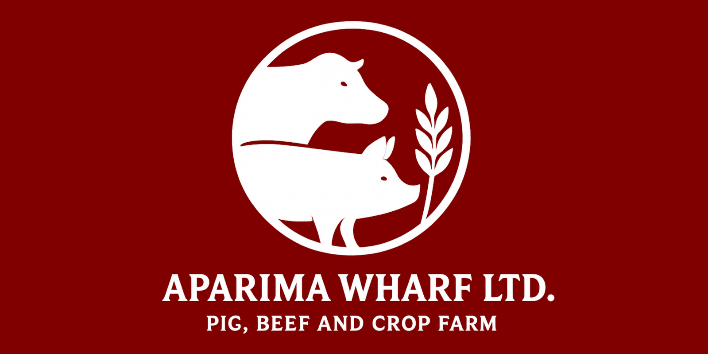 APARIMA WHARF LTD.
PIG, BEEF AND CROP FARM